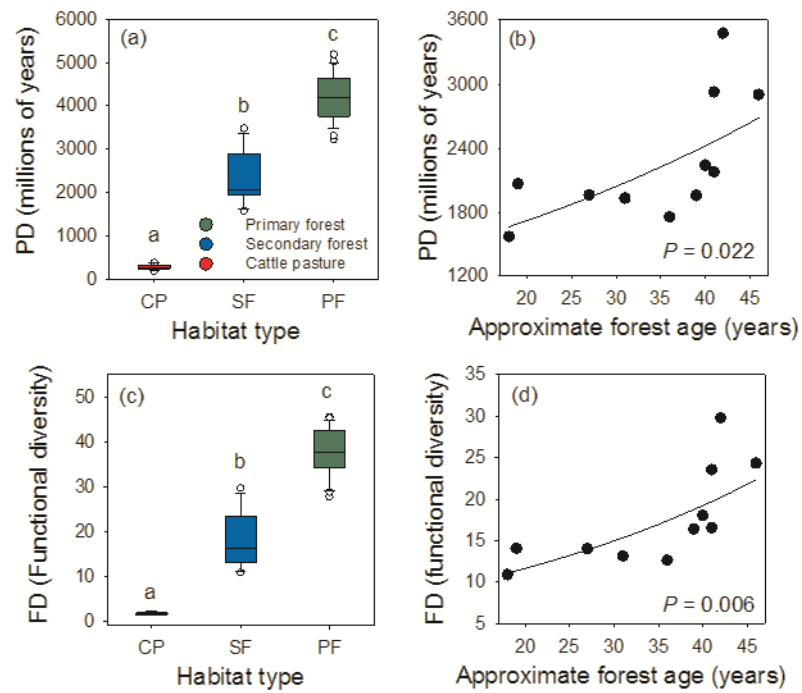 (a)
PD (millions of years)
6000
5000
4000
3000
2000
1000
0
a
b
c
Primary forest
Secondary forest
Cattle pasture
CP SF PF
Habitat type
(b)
PD (millions of years)
3600
3000
2400
1800
1200
P = 0.022
20 25 30 35 40 45
Approximate forest age (years)
(c)
FD (Functional diversity)
50
40
30
20
10
0
a
b
c
CP SF PF
Habitat type
(d)
FD (functional diversity)
35
30
25
20
15
10
5
P = 0.006
20 25 30 35 40 45
Approximate forest age (years)